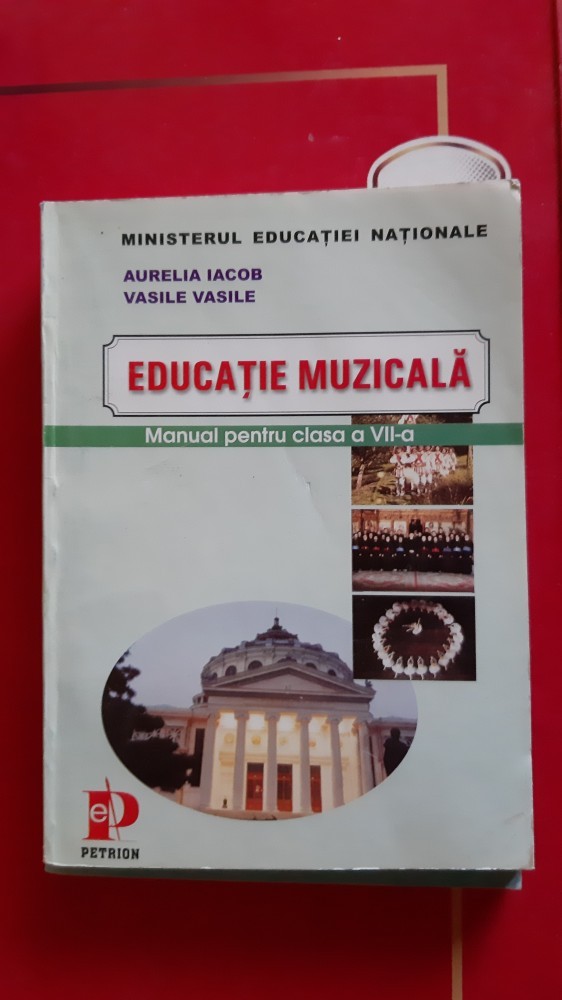 MINISTERUL EDUCAȚIEI NAȚIONALE
AURELIA IACOB
VASILE VASILE
EDUCAȚIE MUZICALĂ
Manual pentru clasa a VII-a
eP
PETRION